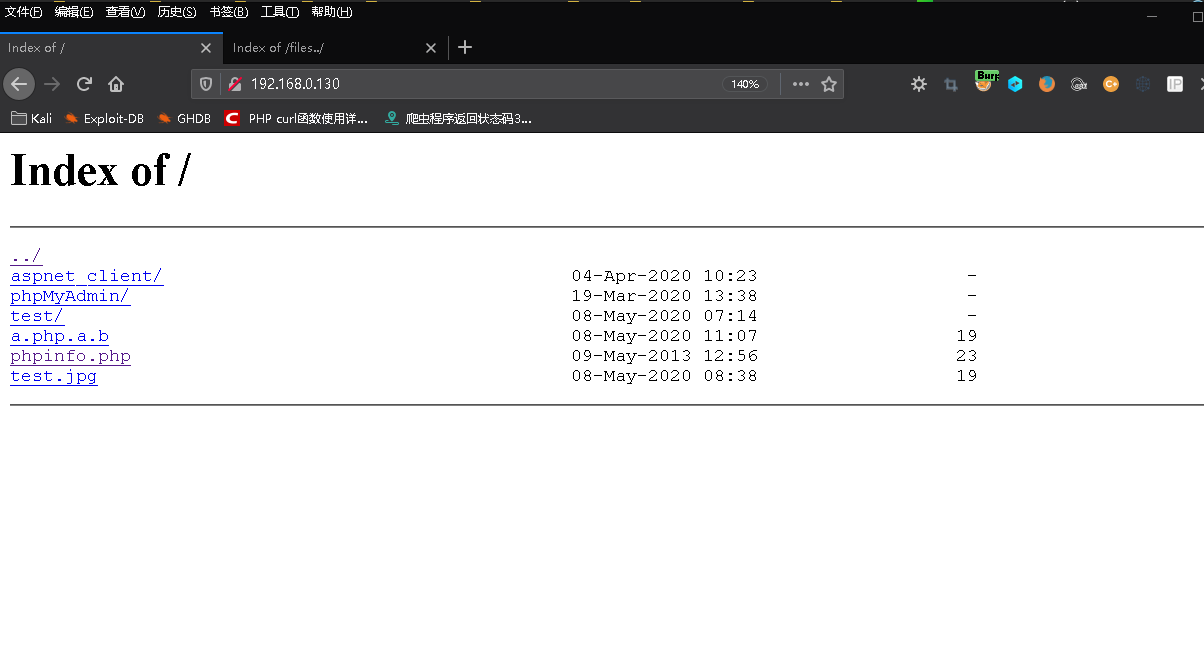 文件(F) 编辑(E) 查看(V) 历史(S) 书签(B) 工具(T) 帮助(H)
Index of / Index of /files../
192.168.0.130 140%
Kali Exploit-DB GHDB PHP curl函数使用详... 爬虫程序返回状态码3...
Index of /
../
aspnet_client/ 04-Apr-2020 10:23 -
phpMyAdmin/ 19-Mar-2020 13:38 -
test/ 08-May-2020 07:14 -
a.php.a.b 08-May-2020 11:07 19
phpinfo.php 09-May-2013 12:56 23
test.jpg 08-May-2020 08:38 19